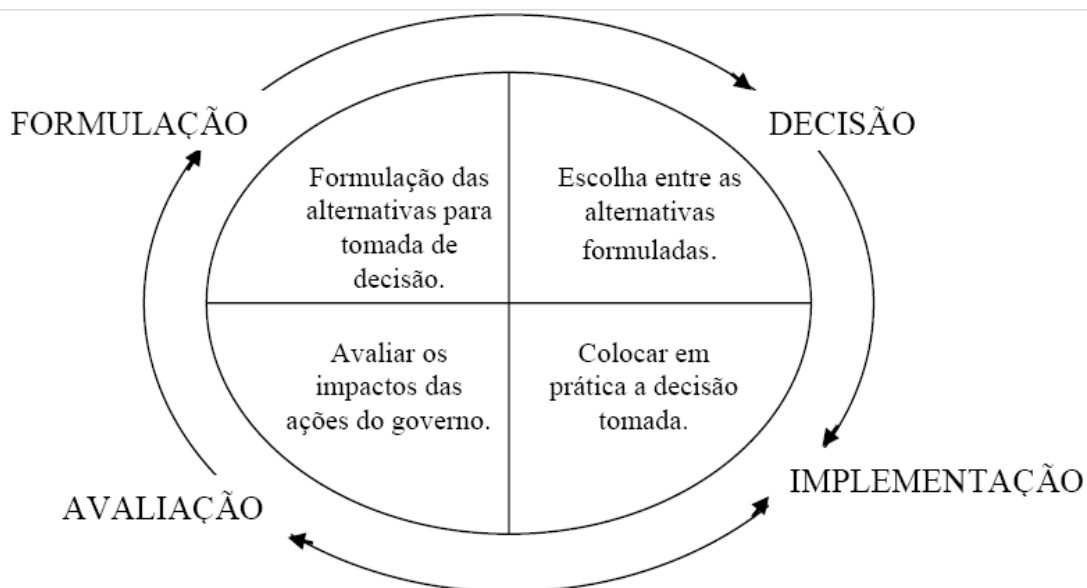 FORMULAÇÃO
DECISÃO
Formulação das
alternativas para
tomada de
decisão.
Escolha entre as
alternativas
formuladas.
Avaliar os
impactos das
ações do governo.
Colocar em
prática a decisão
tomada.
AVALIAÇÃO
IMPLEMENTAÇÃO